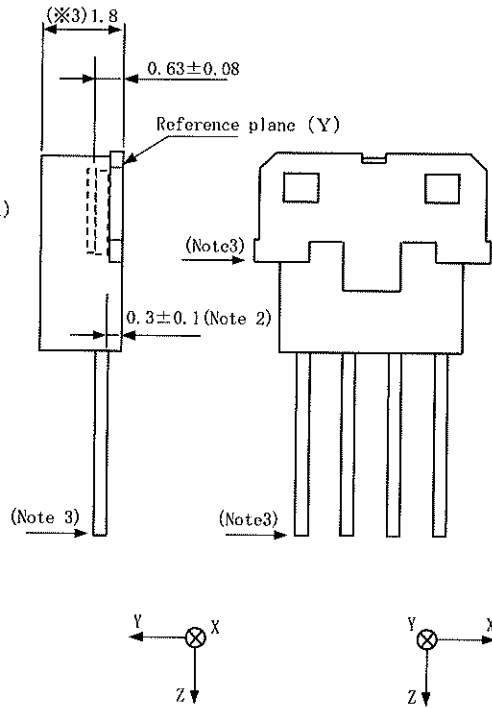 (※3)1.8
0.63±0.08
Reference plane (Y)
)
(Note3)
0.3±0.1(Note 2)
(Note 3)
(Note3)
Y
X
Z
Y
X
Z